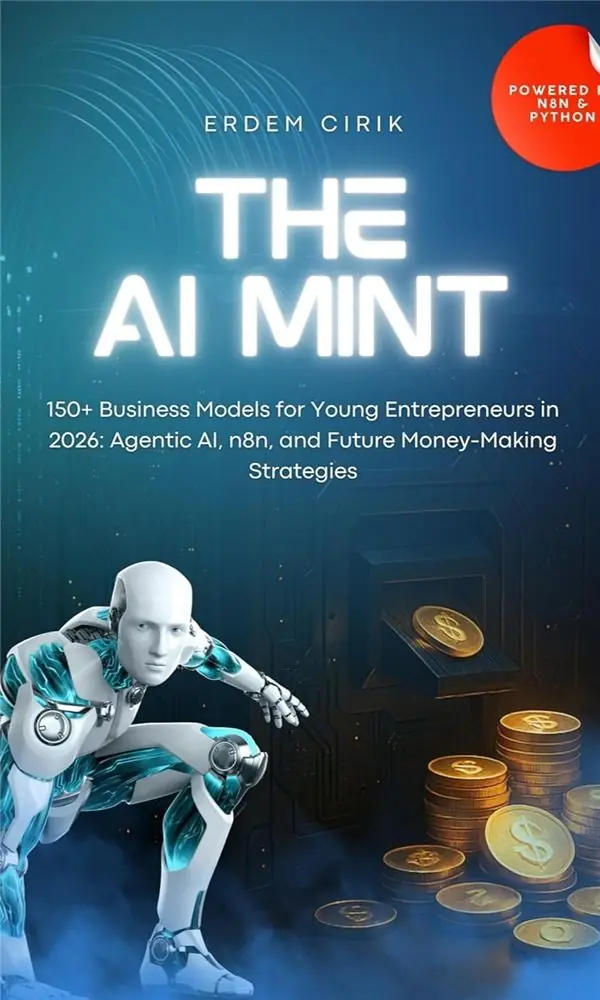 POWERED
N8N &
PYTHON
ERDEM CIRIK
THE
AI MINT
150+ Business Models for Young Entrepreneurs in
2026: Agentic AI, n8n, and Future Money-Making
Strategies